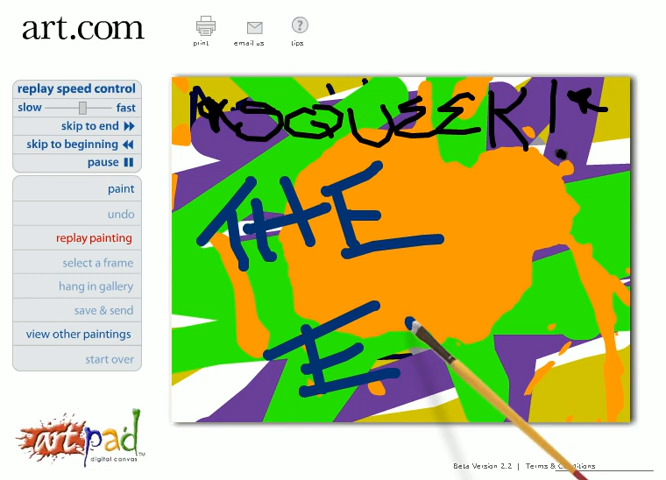 art.com
print
email us
tips
replay speed control
slow fast
skip to end
skip to beginning
pause
paint
undo
replay painting
select a frame
hang in gallery
save & send
view other paintings
start over
*SQUEEK!*
THE
E
artpad
digital canvas™
Beta Version 2.2 | Terms & Conditions